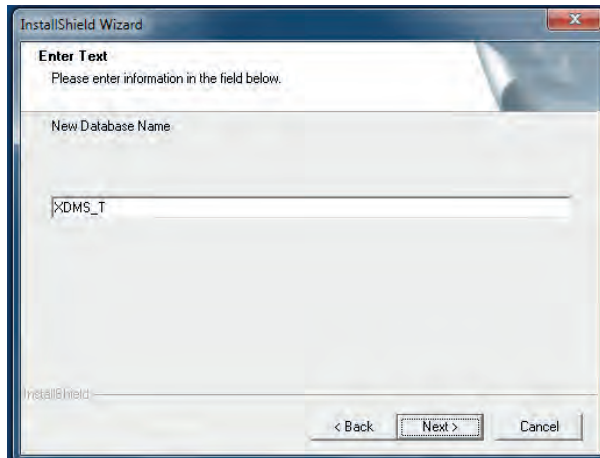 InstallShield Wizard
Enter Text
Please enter information in the field below.
New Database Name
XDMS_T
InstallShield
< Back Next > Cancel